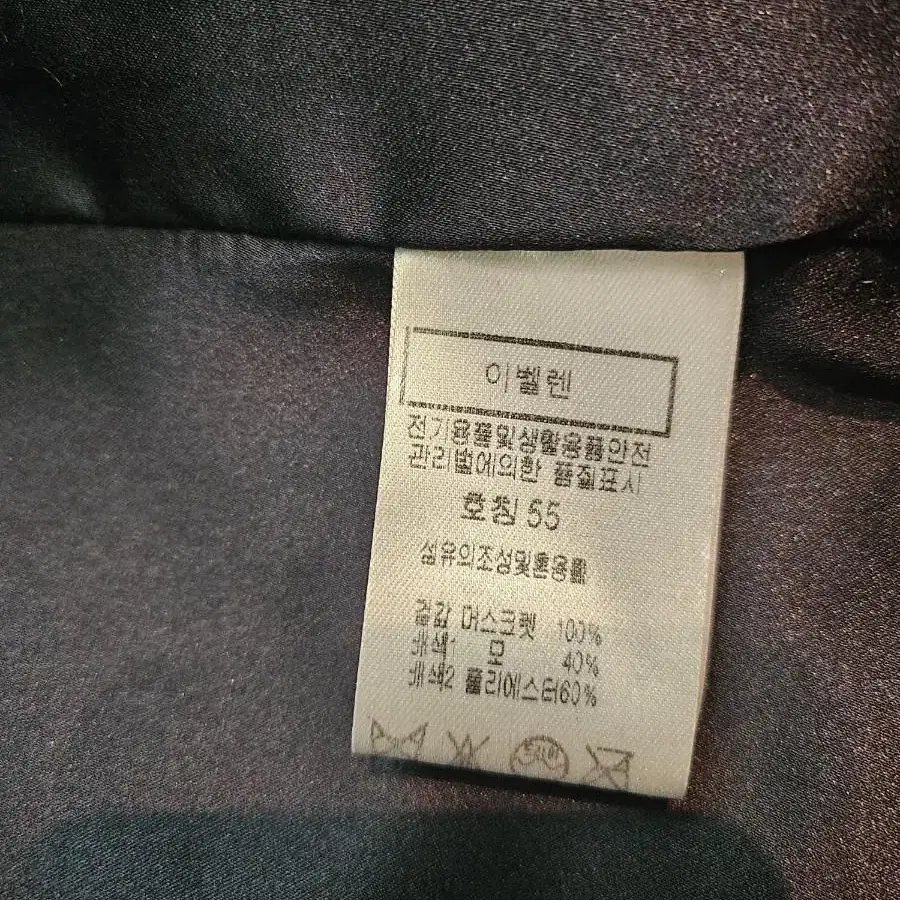 이벨렌
전기용품및생활용품안전
관리법에의한 품질표시
호칭 55
섬유의조성및혼용률
겉감 머스크렛 100%
배색1 모 40%
배색2 폴리에스터60%